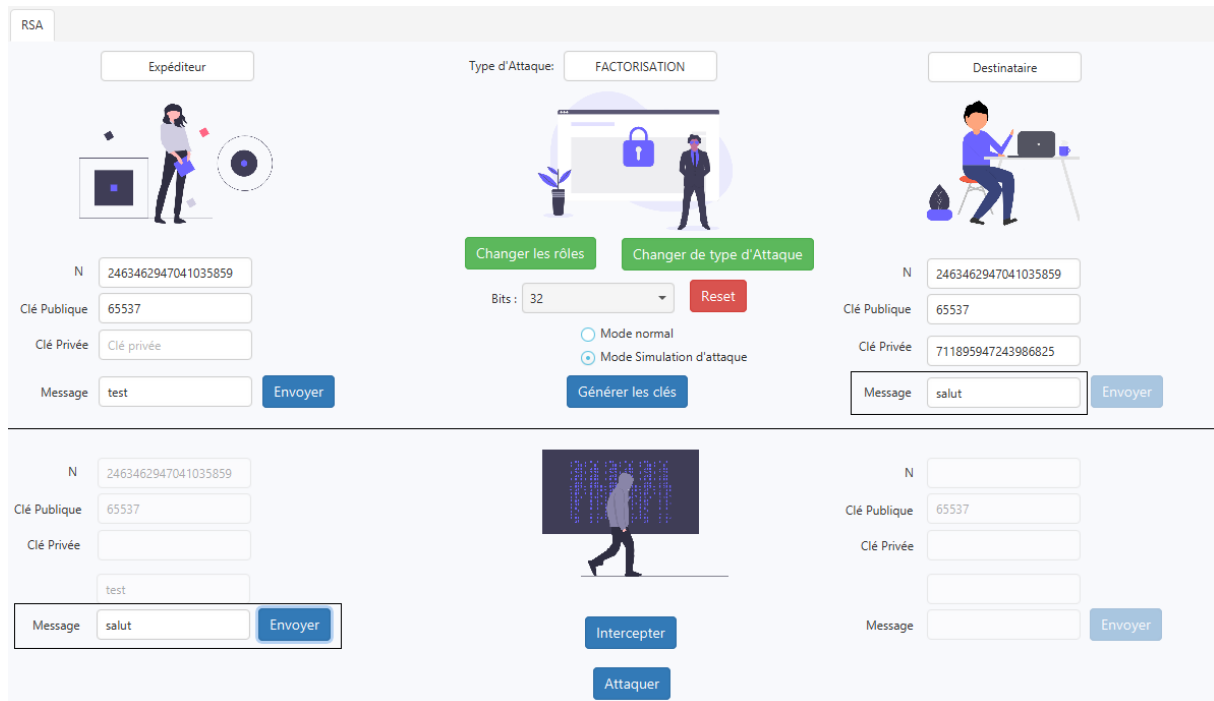 RSA
Expéditeur
Type d'Attaque: FACTORISATION
Destinataire
Changer les rôles Changer de type d'Attaque
N 2463462947041035859
Bits : 32 Reset
N 2463462947041035859
Clé Publique 65537
Mode normal
Clé Publique 65537
Clé Privée Clé privée
Mode Simulation d'attaque
Clé Privée 711895947243986825
Message test Envoyer
Générer les clés
Message salut Envoyer
N 2463462947041035859
N
Clé Publique 65537
Clé Publique 65537
Clé Privée
Clé Privée
test
Message salut Envoyer
Intercepter
Message Envoyer
Attaquer